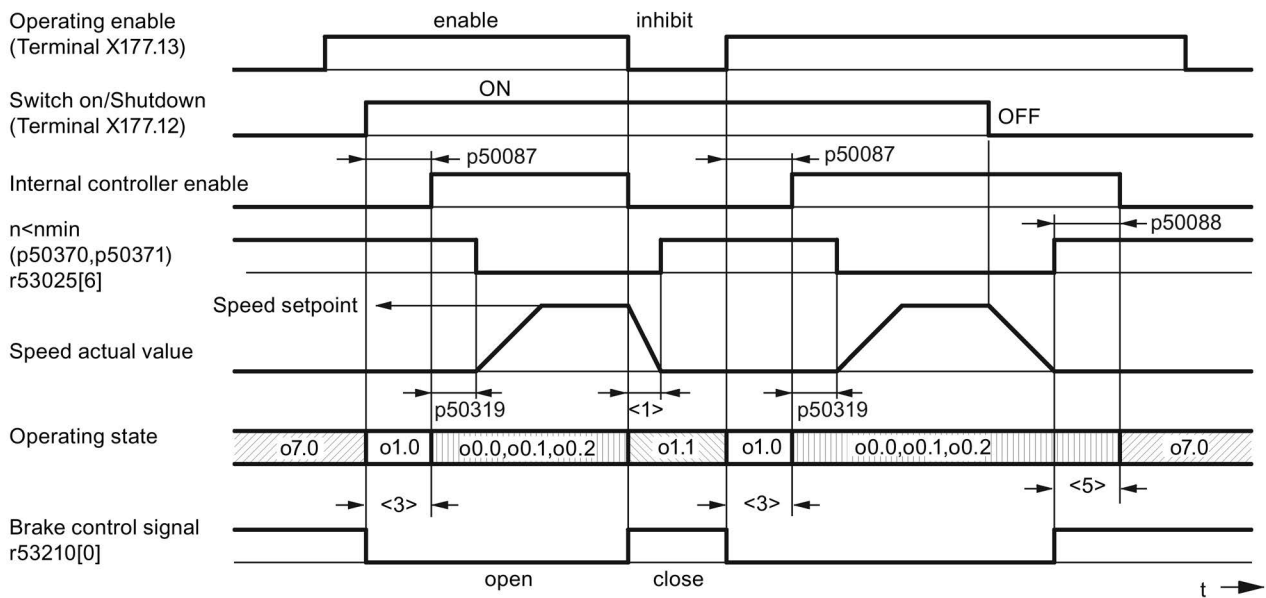 Operating enable
(Terminal X177.13)
enable
inhibit
Switch on/Shutdown
(Terminal X177.12)
ON
OFF
p50087
p50087
Internal controller enable
n<nmin
(p50370,p50371)
r53025[6]
p50088
Speed setpoint
Speed actual value
p50319
<1>
p50319
Operating state
o7.0
o1.0
o0.0,o0.1,o0.2
o1.1
o1.0
o0.0,o0.1,o0.2
o7.0
<3>
<3>
<5>
Brake control signal
r53210[0]
open
close
t